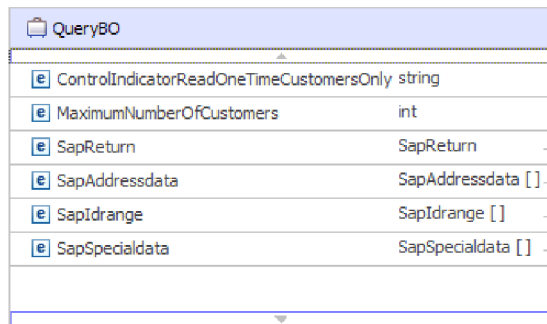 QueryBO
ControlIndicatorReadOneTimeCustomersOnly string
MaximumNumberOfCustomers int
SapReturn SapReturn
SapAddressdata SapAddressdata []
SapIdrange SapIdrange []
SapSpecialdata SapSpecialdata []